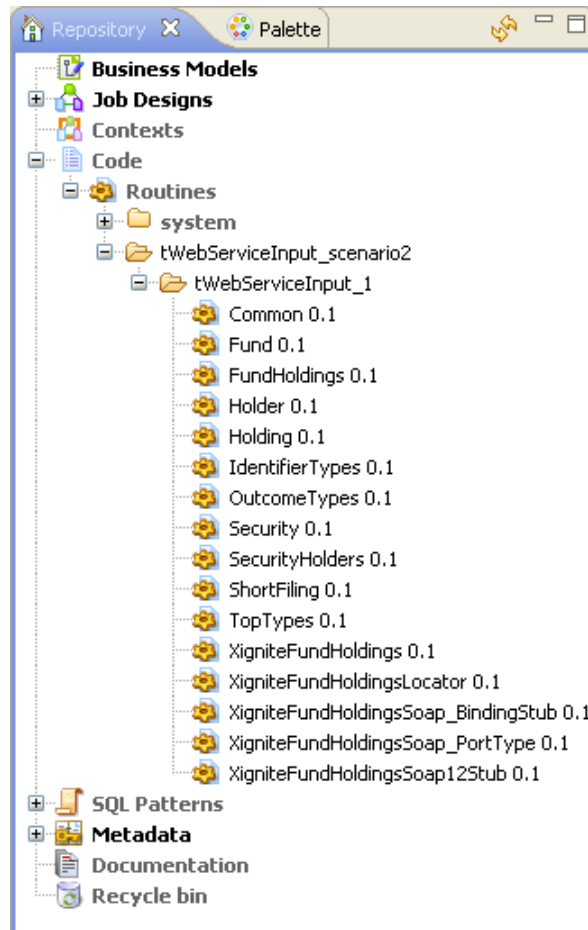 Repository Palette
Business Models
Job Designs
Contexts
Code
Routines
system
tWebServiceInput_scenario2
tWebServiceInput_1
Common 0.1
Fund 0.1
FundHoldings 0.1
Holder 0.1
Holding 0.1
IdentifierTypes 0.1
OutcomeTypes 0.1
Security 0.1
SecurityHolders 0.1
ShortFiling 0.1
TopTypes 0.1
XigniteFundHoldings 0.1
XigniteFundHoldingsLocator 0.1
XigniteFundHoldingsSoap_BindingStub 0.1
XigniteFundHoldingsSoap_PortType 0.1
XigniteFundHoldingsSoap12Stub 0.1
SQL Patterns
Metadata
Documentation
Recycle bin